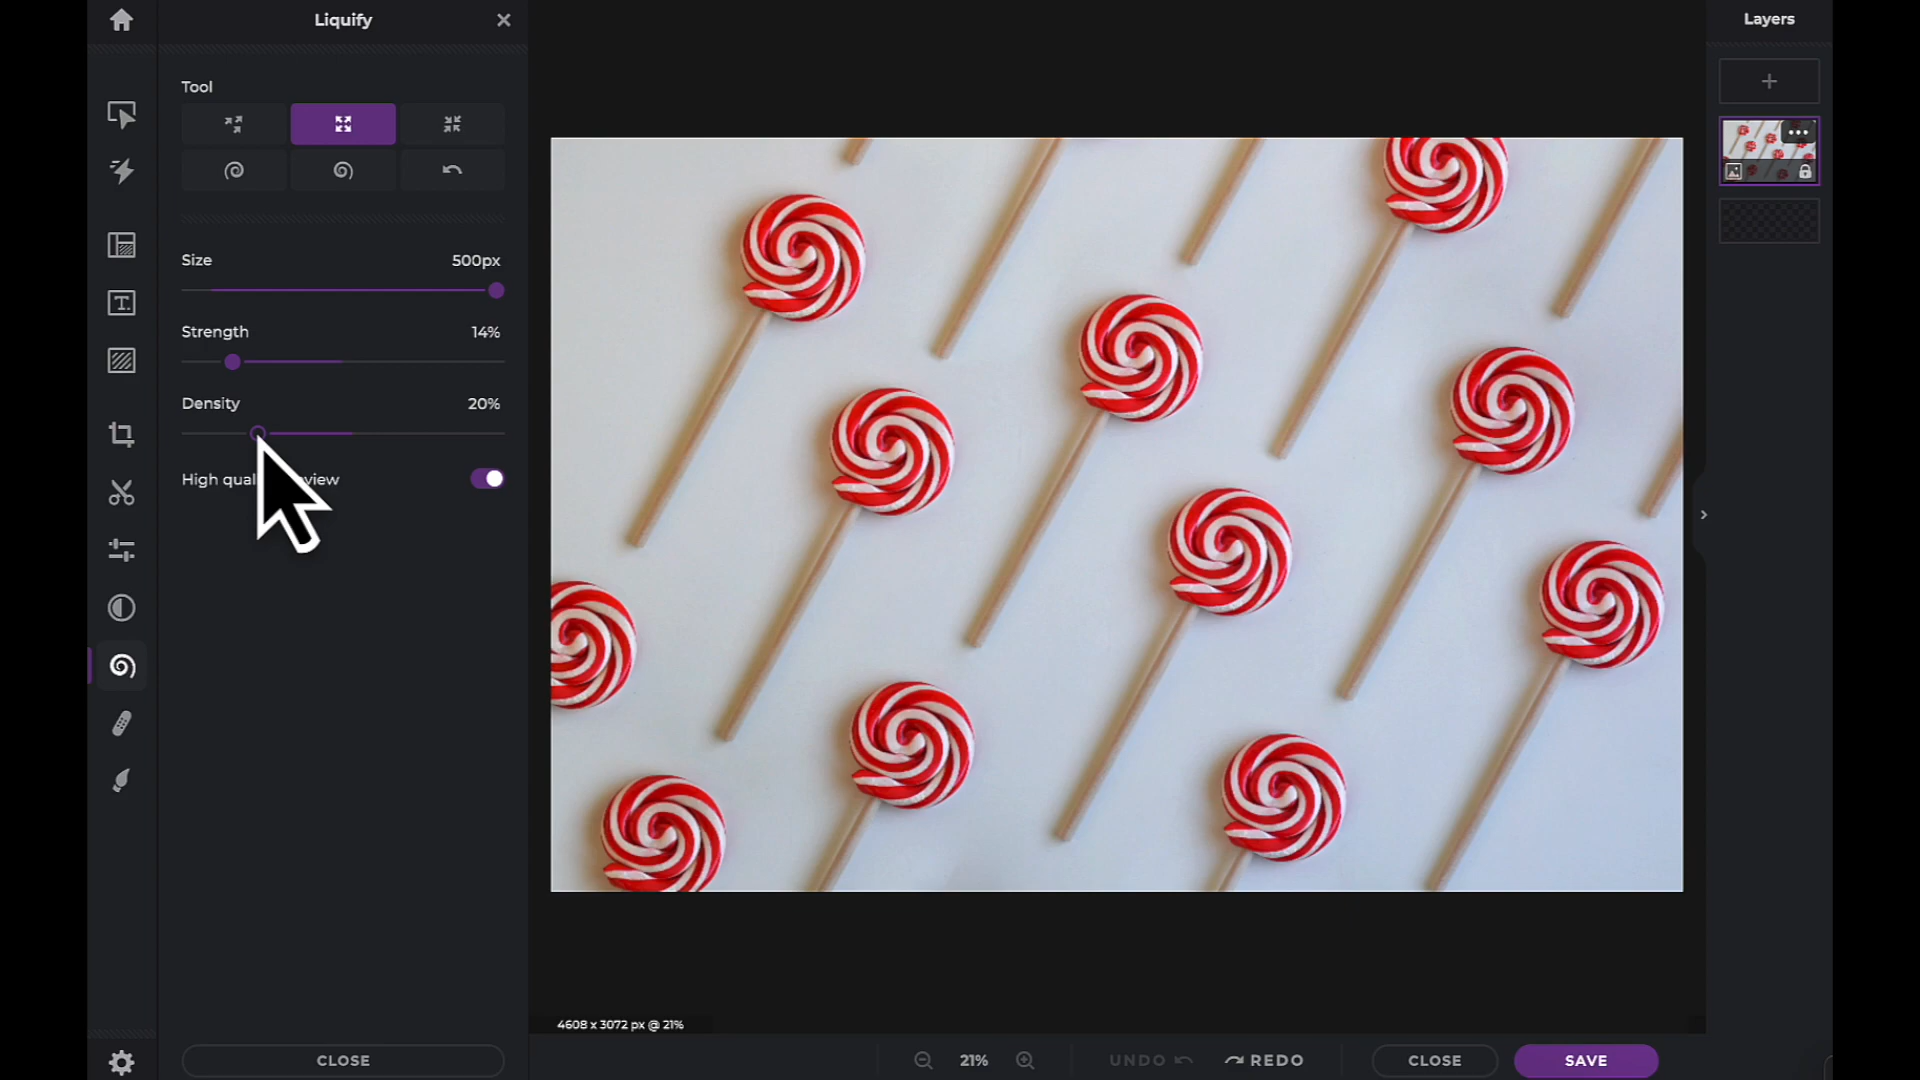 Liquify
Layers
Tool
Size 500px
Strength 14%
Density 20%
High qual view
4608 x 3072 px @ 21%
CLOSE
21%
UNDO
REDO
CLOSE
SAVE